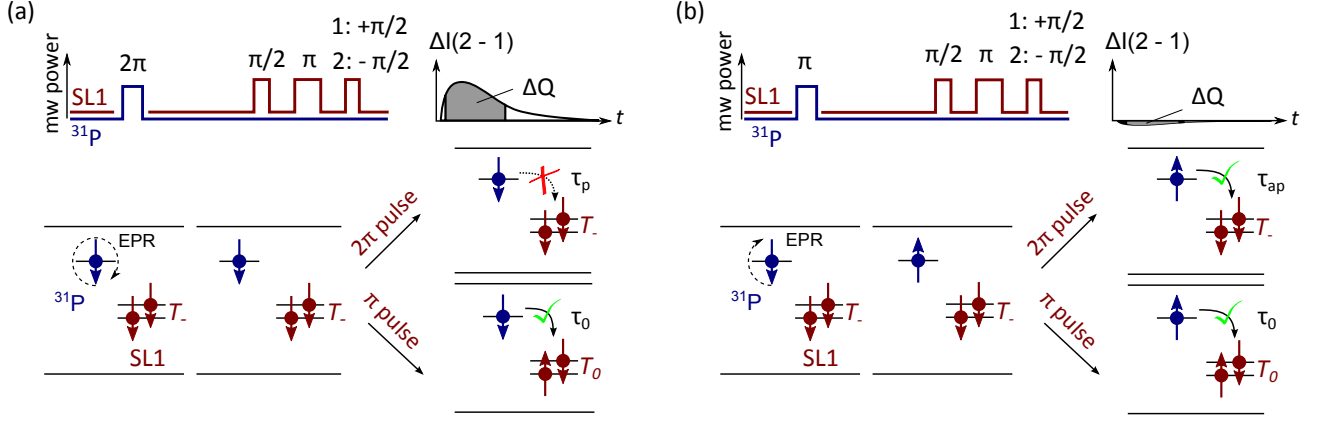 (a)
1: +π/2
2π
π/2
π
2: - π/2
ΔI(2 - 1)
mw power
SL1
³¹P
ΔQ
t
EPR
³¹P
T₋
SL1
T₋
2π pulse
π pulse
τp
T₋
τ₀
T₀
(b)
1: +π/2
π
π/2
π
2: - π/2
ΔI(2 - 1)
mw power
SL1
³¹P
ΔQ
t
EPR
³¹P
T₋
SL1
T₋
2π pulse
π pulse
τap
T₋
τ₀
T₀